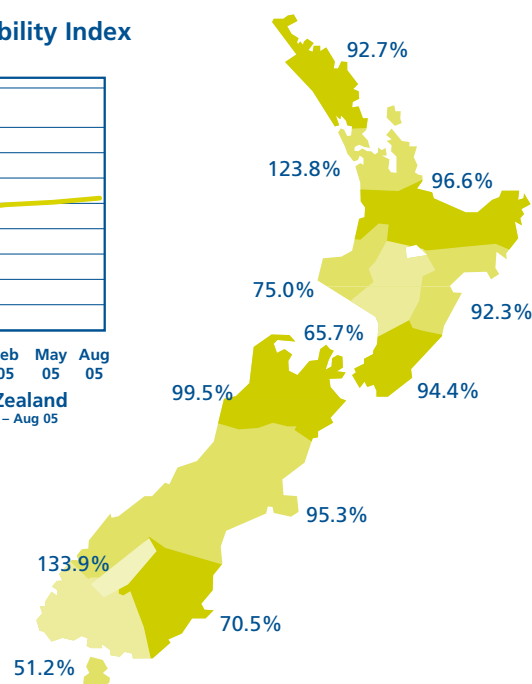 bility Index
92.7%
123.8%
96.6%
75.0%
92.3%
65.7%
94.4%
99.5%
95.3%
133.9%
70.5%
51.2%
eb May Aug
05 05 05
Zealand
– Aug 05